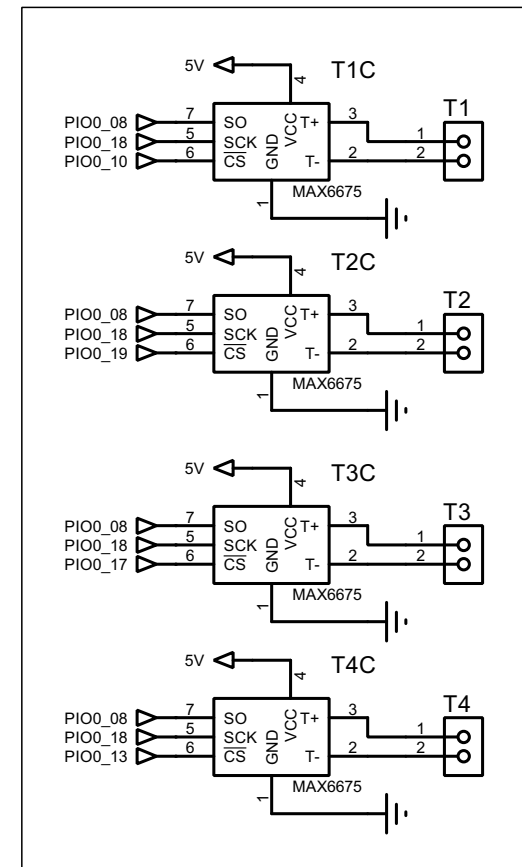 5V 4 T1C
T1
PIO0_08 7 SO VCC T+ 3
PIO0_18 5 SCK GND 1
PIO0_10 6 CS T- 2 2
1 MAX6675
5V 4 T2C
T2
PIO0_08 7 SO VCC T+ 3
PIO0_18 5 SCK GND 1
PIO0_19 6 CS T- 2 2
1 MAX6675
5V 4 T3C
T3
PIO0_08 7 SO VCC T+ 3
PIO0_18 5 SCK GND 1
PIO0_17 6 CS T- 2 2
1 MAX6675
5V 4 T4C
T4
PIO0_08 7 SO VCC T+ 3
PIO0_18 5 SCK GND 1
PIO0_13 6 CS T- 2 2
1 MAX6675